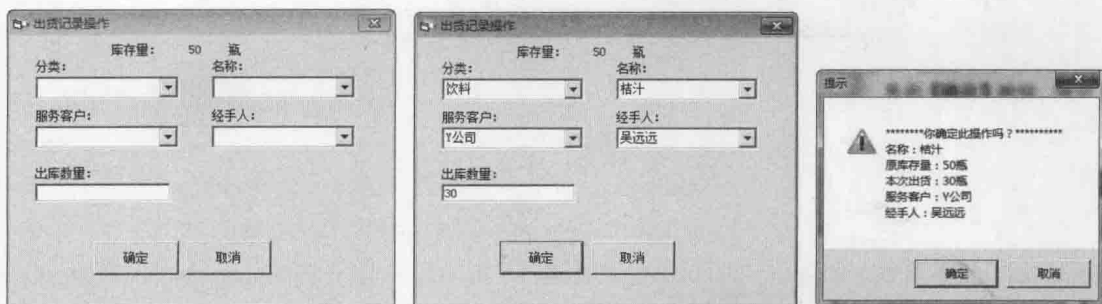 出货记录操作
库存量： 50 瓶
分类： 名称：
服务客户： 经手人：
出库数量：
确定 取消
出货记录操作
库存量： 50 瓶
分类： 名称：
饮料 桔汁
服务客户： 经手人：
Y公司 吴远远
出库数量：
30
确定 取消
提示
********你确定此操作吗？**********
名称：桔汁
原库存量：50瓶
本次出货：30瓶
服务客户：Y公司
经手人：吴远远
确定 取消